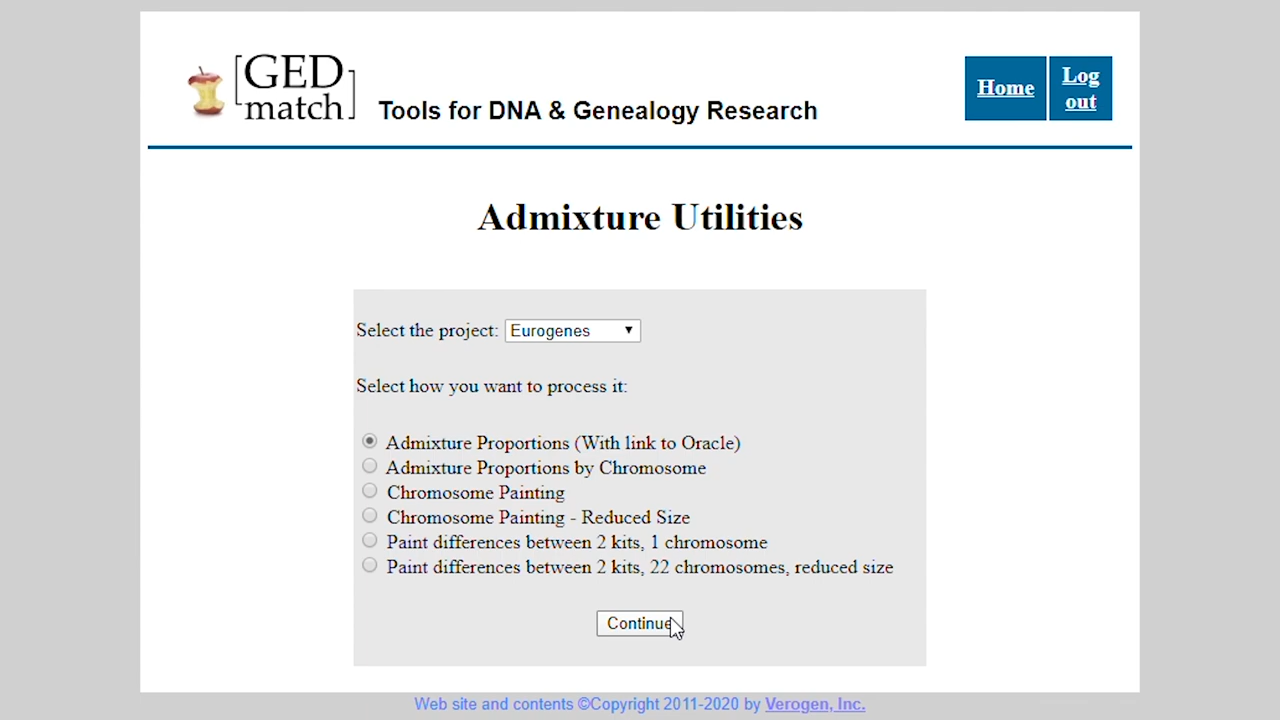 [GED match]
Tools for DNA & Genealogy Research
Home
Log out
Admixture Utilities
Select the project: Eurogenes
Select how you want to process it:
Admixture Proportions (With link to Oracle)
Admixture Proportions by Chromosome
Chromosome Painting
Chromosome Painting - Reduced Size
Paint differences between 2 kits, 1 chromosome
Paint differences between 2 kits, 22 chromosomes, reduced size
Continue
Web site and contents ©Copyright 2011-2020 by Verogen, Inc.